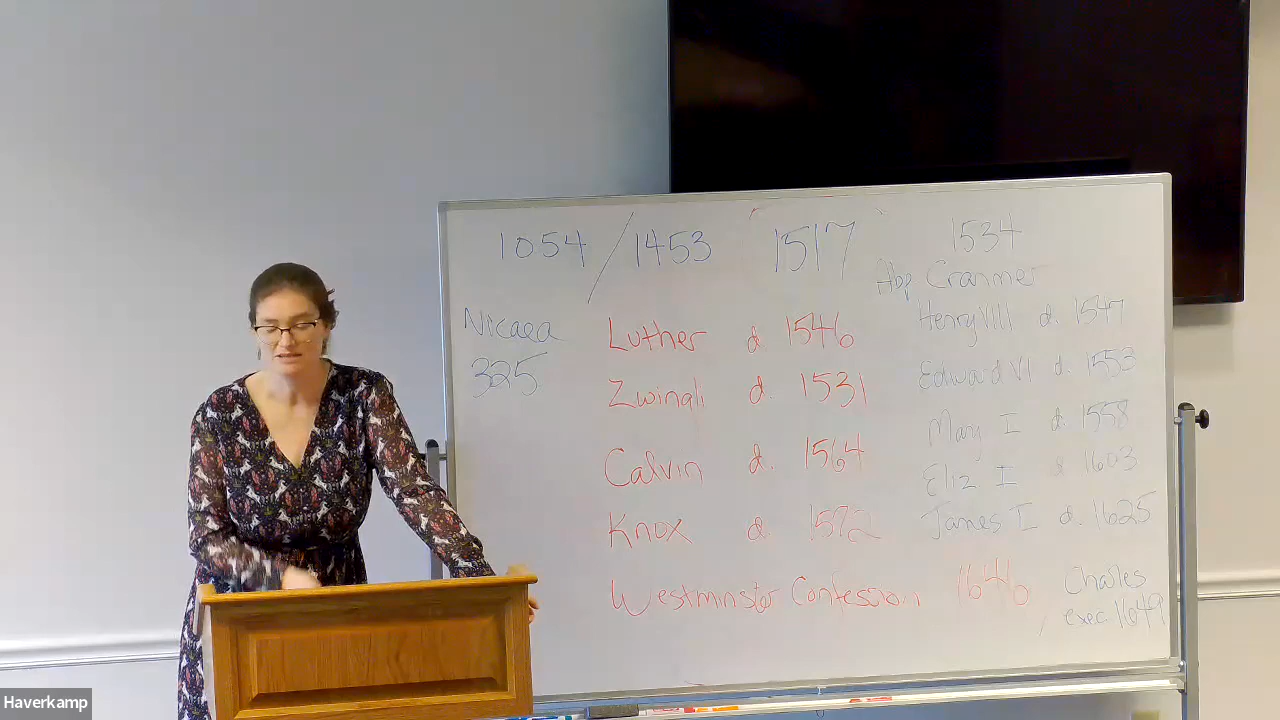 1054 / 1453 1517 1534
Abp Cranmer
Nicaea
325
Luther d 1546
Zwingli d. 1531
Calvin d. 1564
Knox d 1572
Westminster Confession 1646
Henry VIII d. 1547
Edward VI d. 1553
Mary I d. 1558
Eliz I d 1603
James I d. 1625
/ Charles
exec 1649
Haverkamp